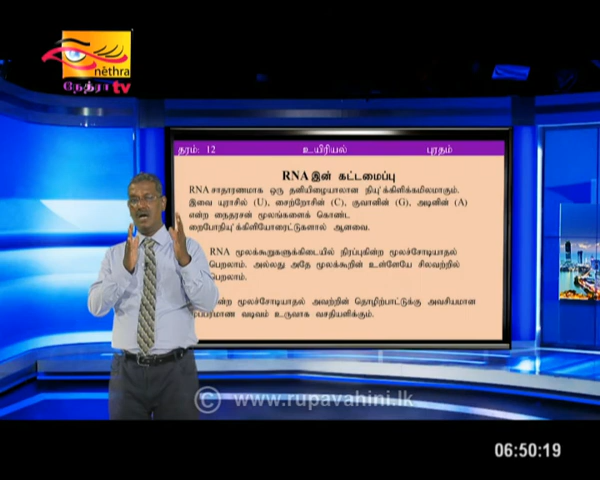 nēthra
நேத்ரா tv
தரம்: 12 உயிரியல் புரதம்
RNA இன் கட்டமைப்பு
RNA சாதாரணமாக ஒரு தனியிழையாலான நியூக்கிளிக்கமிலமாகும்.
இவை யுராசில் (U), சைற்றோசின் (C), குவானின் (G), அடினின் (A)
என்ற நைதரசன் மூலங்களைக் கொண்ட
றைபோநியூக்கிளியோரைட்டுகளால் ஆனவை.
RNA மூலக்கூறுகளுக்கிடையில் நிரப்புகின்ற மூலச்சோடியாதல்
பெறலாம். அல்லது அதே மூலக்கூறின் உள்ளேயே சிலவற்றில்
பெறலாம்.
ன்ற மூலச்சோடியாதல் அவற்றின் தொழிற்பாட்டுக்கு அவசியமான
ப்பரமாண வடிவம் உருவாக வசதியளிக்கும்.
© www.rupavahini.lk
06:50:19